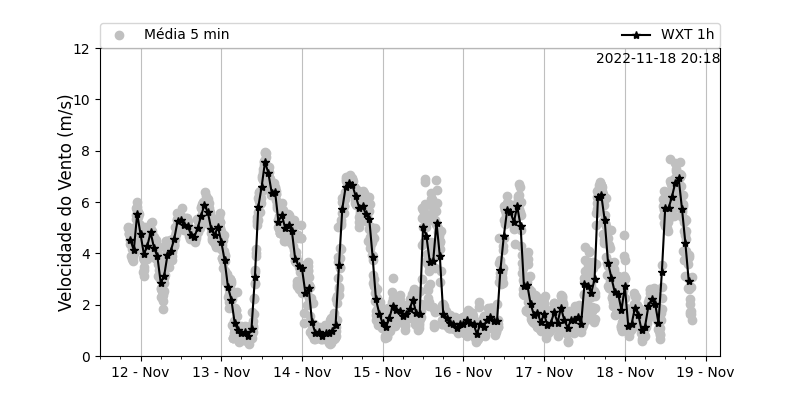 Média 5 min
WXT 1h
2022-11-18 20:18
Velocidade do Vento (m/s)
12
10
8
6
4
2
0
12 - Nov
13 - Nov
14 - Nov
15 - Nov
16 - Nov
17 - Nov
18 - Nov
19 - Nov